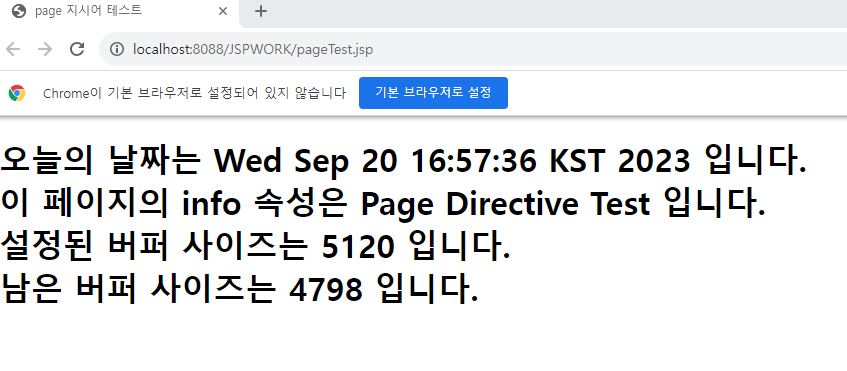 page 지시어 테스트
localhost:8088/JSPWORK/pageTest.jsp
Chrome이 기본 브라우저로 설정되어 있지 않습니다 기본 브라우저로 설정
오늘의 날짜는 Wed Sep 20 16:57:36 KST 2023 입니다.
이 페이지의 info 속성은 Page Directive Test 입니다.
설정된 버퍼 사이즈는 5120 입니다.
남은 버퍼 사이즈는 4798 입니다.